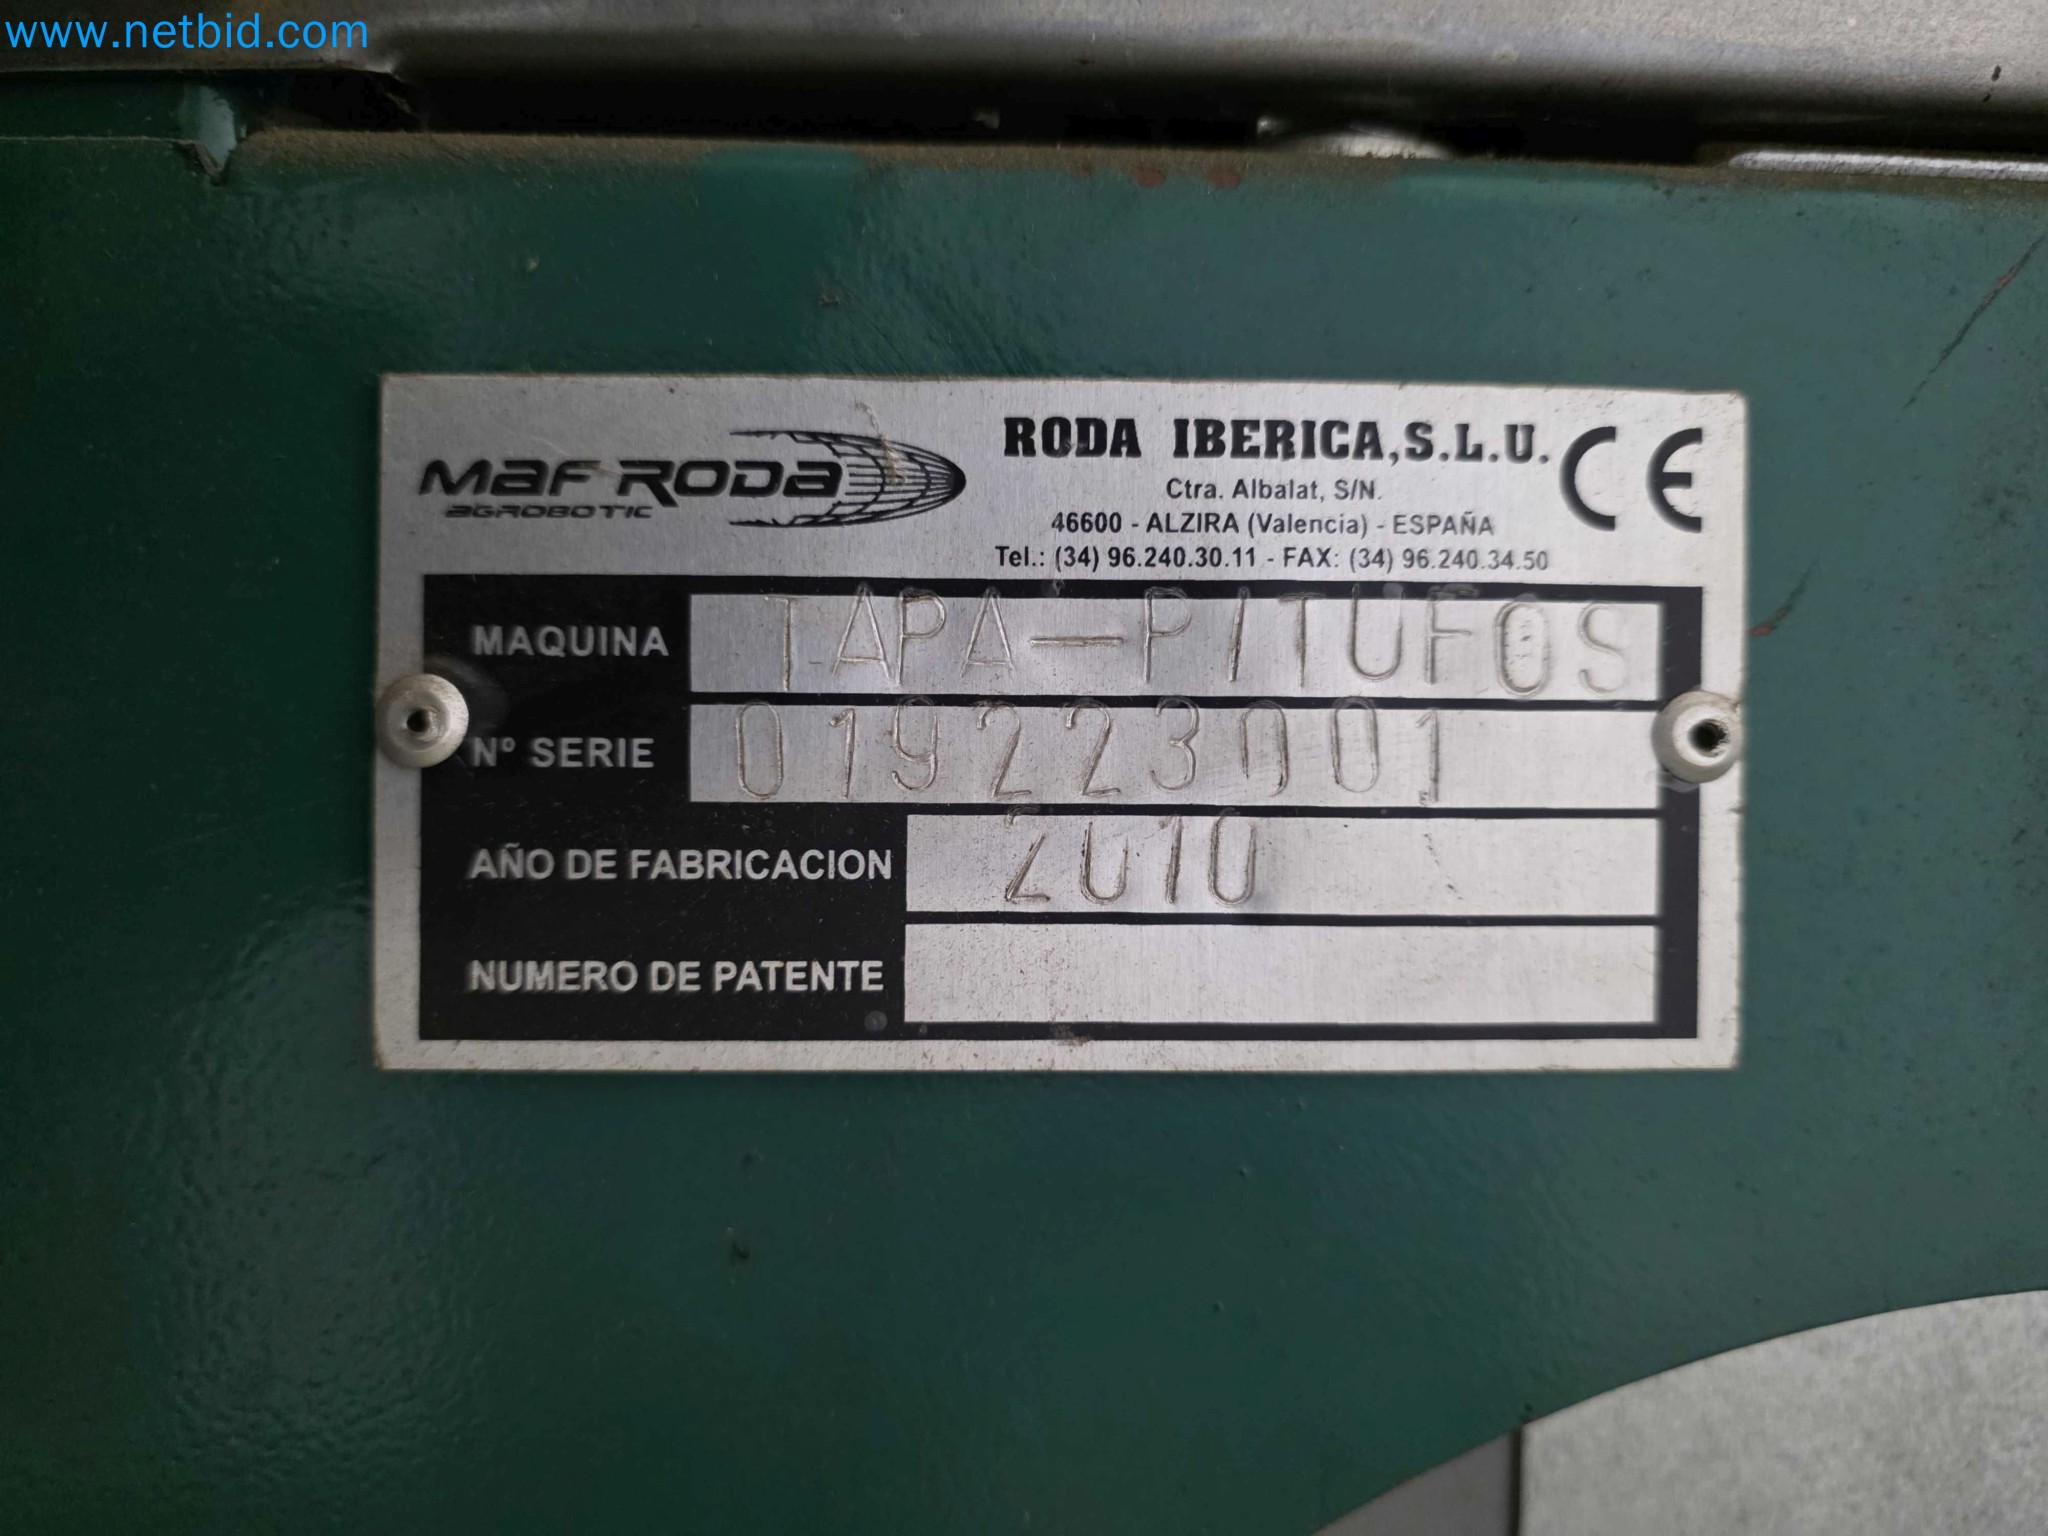 www.netbid.com
MAF RODA
AGROBOTIC
RODA IBERICA, S.L.U.
CE
Ctra. Albalat, S/N.
46600 - ALZIRA (Valencia) - ESPAÑA
Tel.: (34) 96.240.30.11 - FAX: (34) 96.240.34.50
MAQUINA TAPA-PITUFOS
Nº SERIE 019223001
AÑO DE FABRICACION 2010
NUMERO DE PATENTE